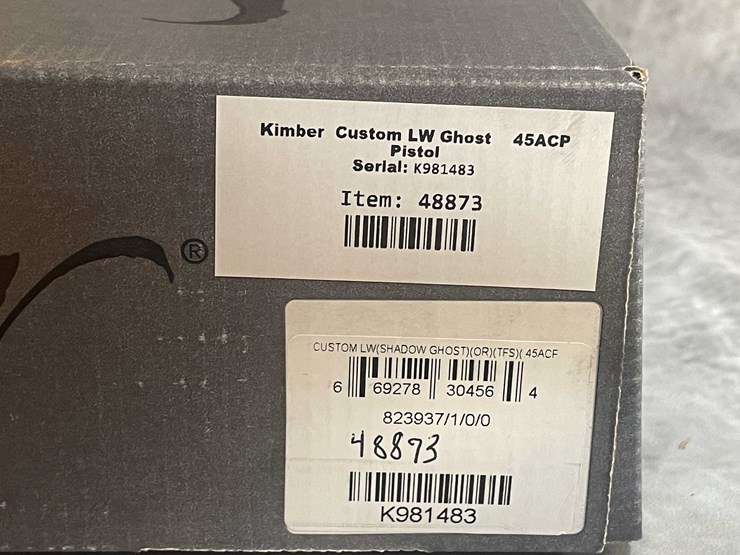 Kimber Custom LW Ghost 45ACP
Pistol
Serial: K981483
Item: 48873
®
CUSTOM LW(SHADOW GHOST)(OR)(TFS)( 45ACP
6 69278 30456 4
823937/1/0/0
48873
K981483